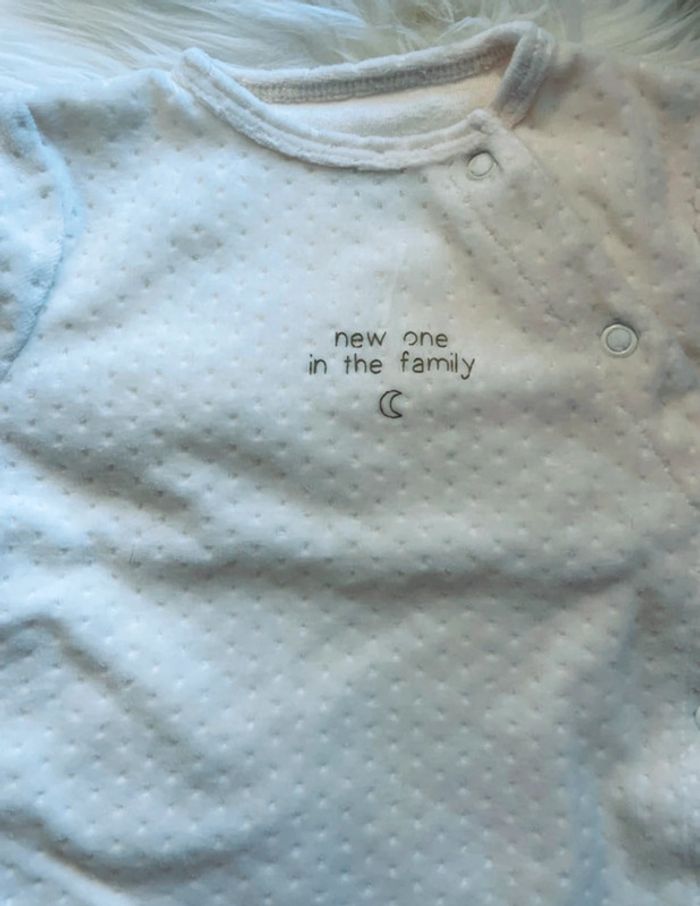 new one
in the family